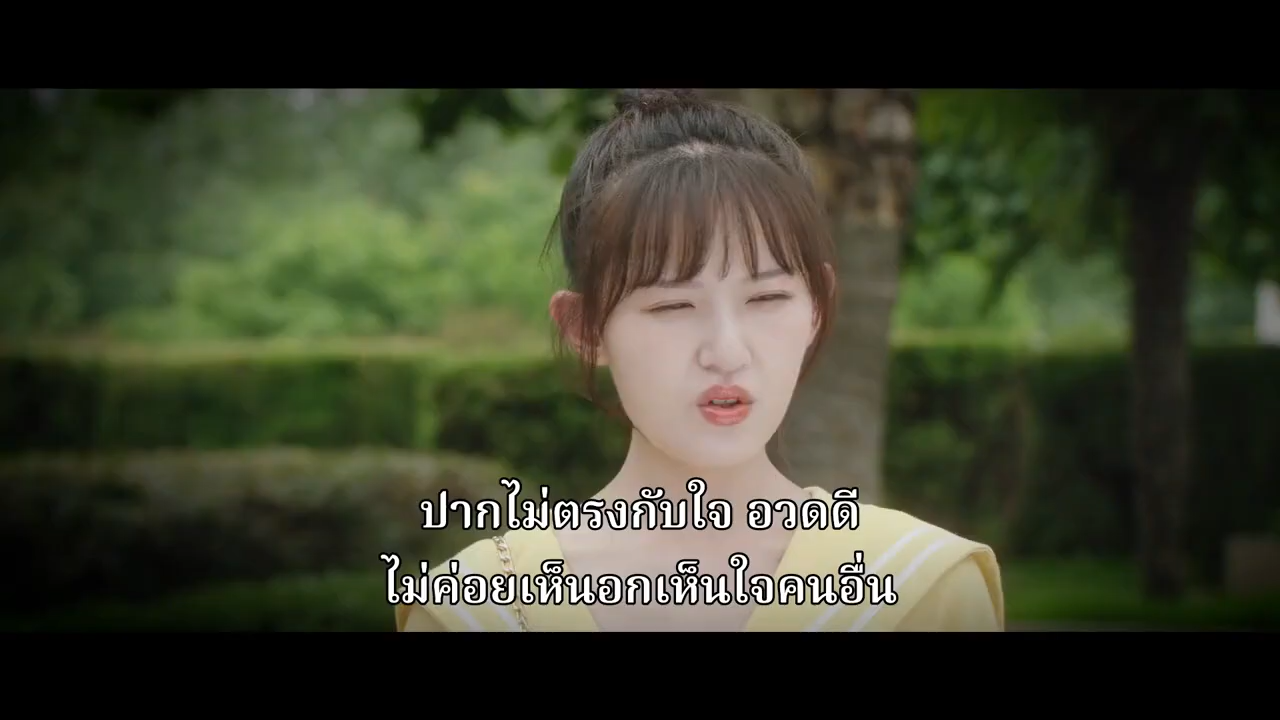 ปากไม่ตรงกับใจ อวดดี
ไม่ค่อยเห็นอกเห็นใจคนอื่น